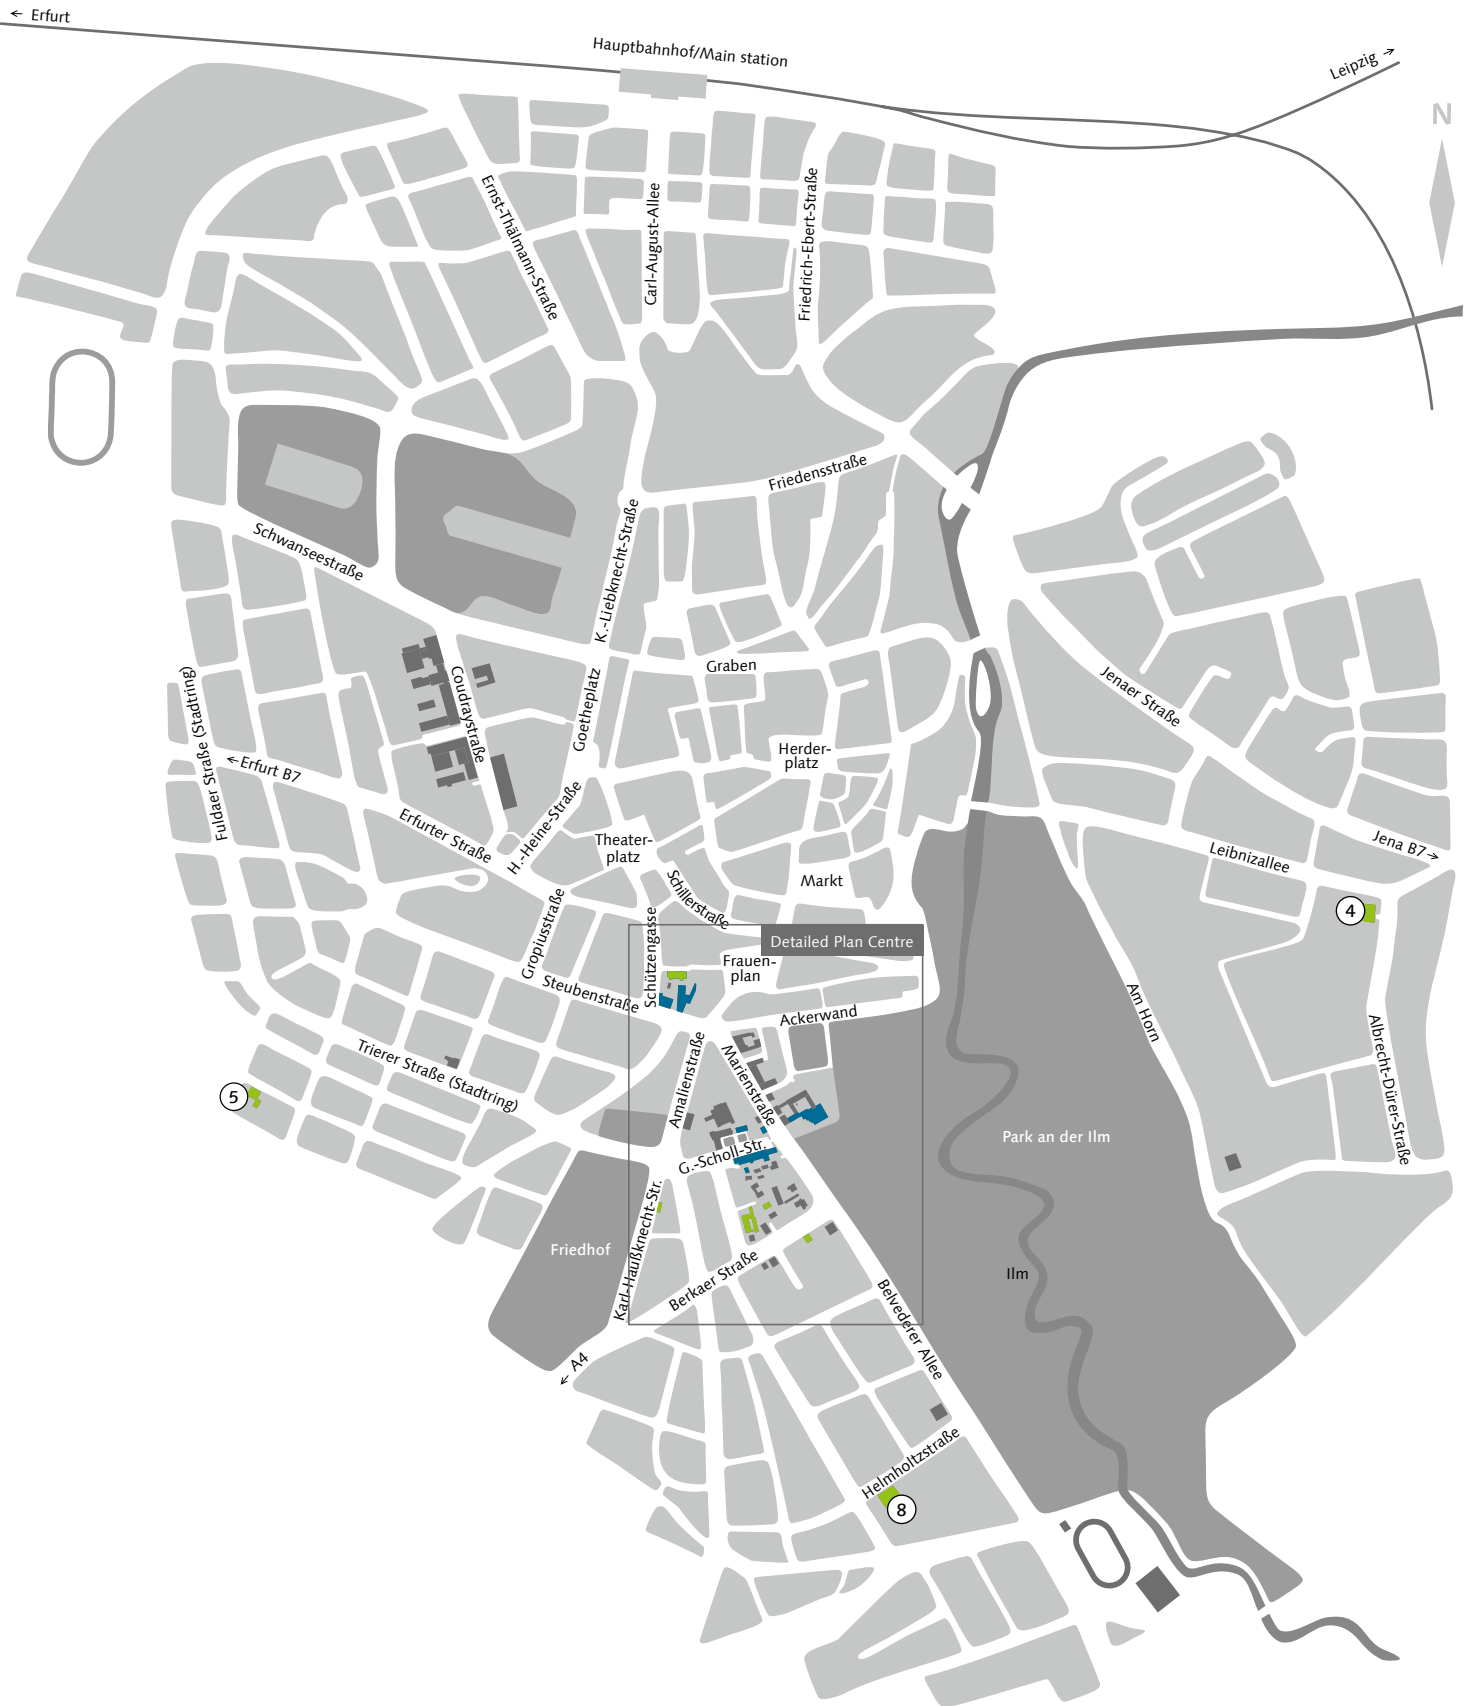 ← Erfurt
Hauptbahnhof/Main station
Leipzig →
N
Ernst-Thälmann-Straße
Carl-August-Allee
Friedrich-Ebert-Straße
Friedensstraße
Schwanseestraße
K.-Liebknecht-Straße
Graben
Coudraystraße
Goetheplatz
Jenaer Straße
Fuldaer Straße (Stadtring)
← Erfurt B7
Herder-
platz
Erfurter Straße
H.-Heine-Straße
Theater-
platz
Jena B7 →
Leibnizallee
Markt
Schillerstraße
4
Gropiusstraße
Schützengasse
Detailed Plan Centre
Frauen-
plan
Steubenstraße
Ackerwand
Am Horn
Albrecht-Dürer-Straße
Trierer Straße (Stadtring)
5
Amalienstraße
Marienstraße
Park an der Ilm
G.-Scholl-Str.
Karl-Haußknecht-Str.
Friedhof
Berkaer Straße
Ilm
Belvederer Allee
← A4
Helmholtzstraße
8